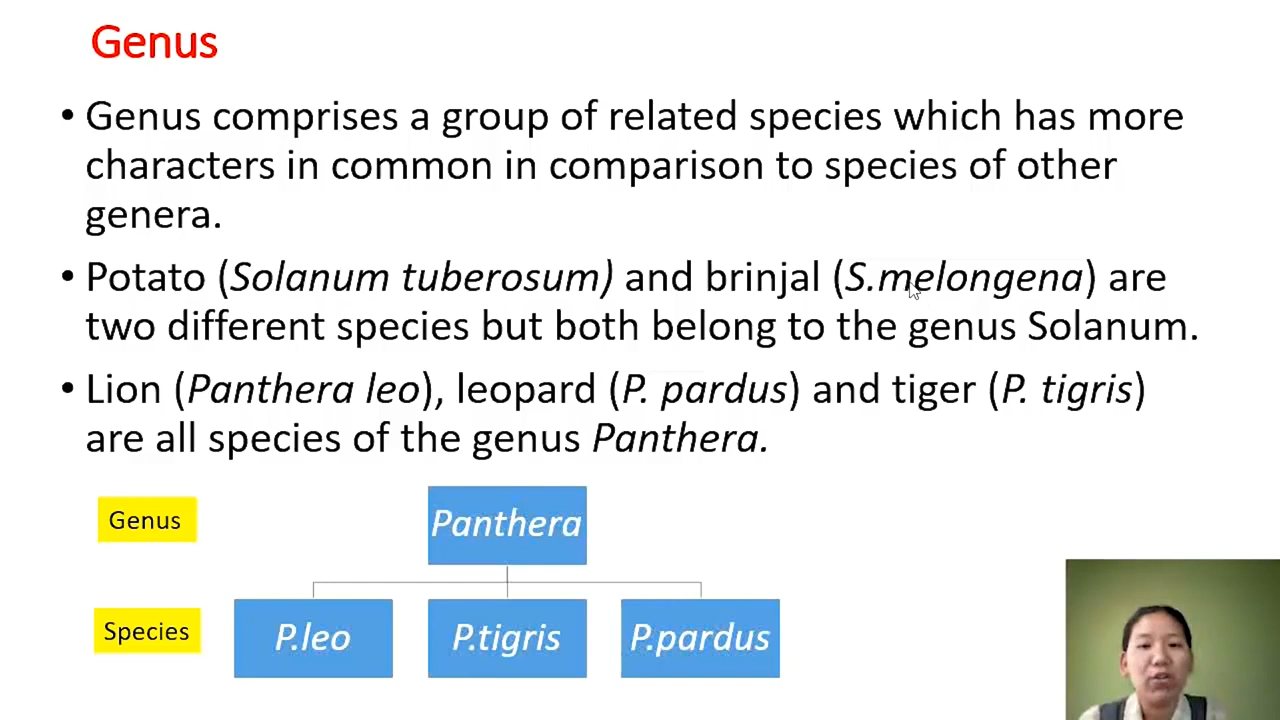 Genus
• Genus comprises a group of related species which has more
characters in common in comparison to species of other
genera.
• Potato (Solanum tuberosum) and brinjal (S.melongena) are
two different species but both belong to the genus Solanum.
• Lion (Panthera leo), leopard (P. pardus) and tiger (P. tigris)
are all species of the genus Panthera.
Genus
Panthera
Species
P.leo
P.tigris
P.pardus